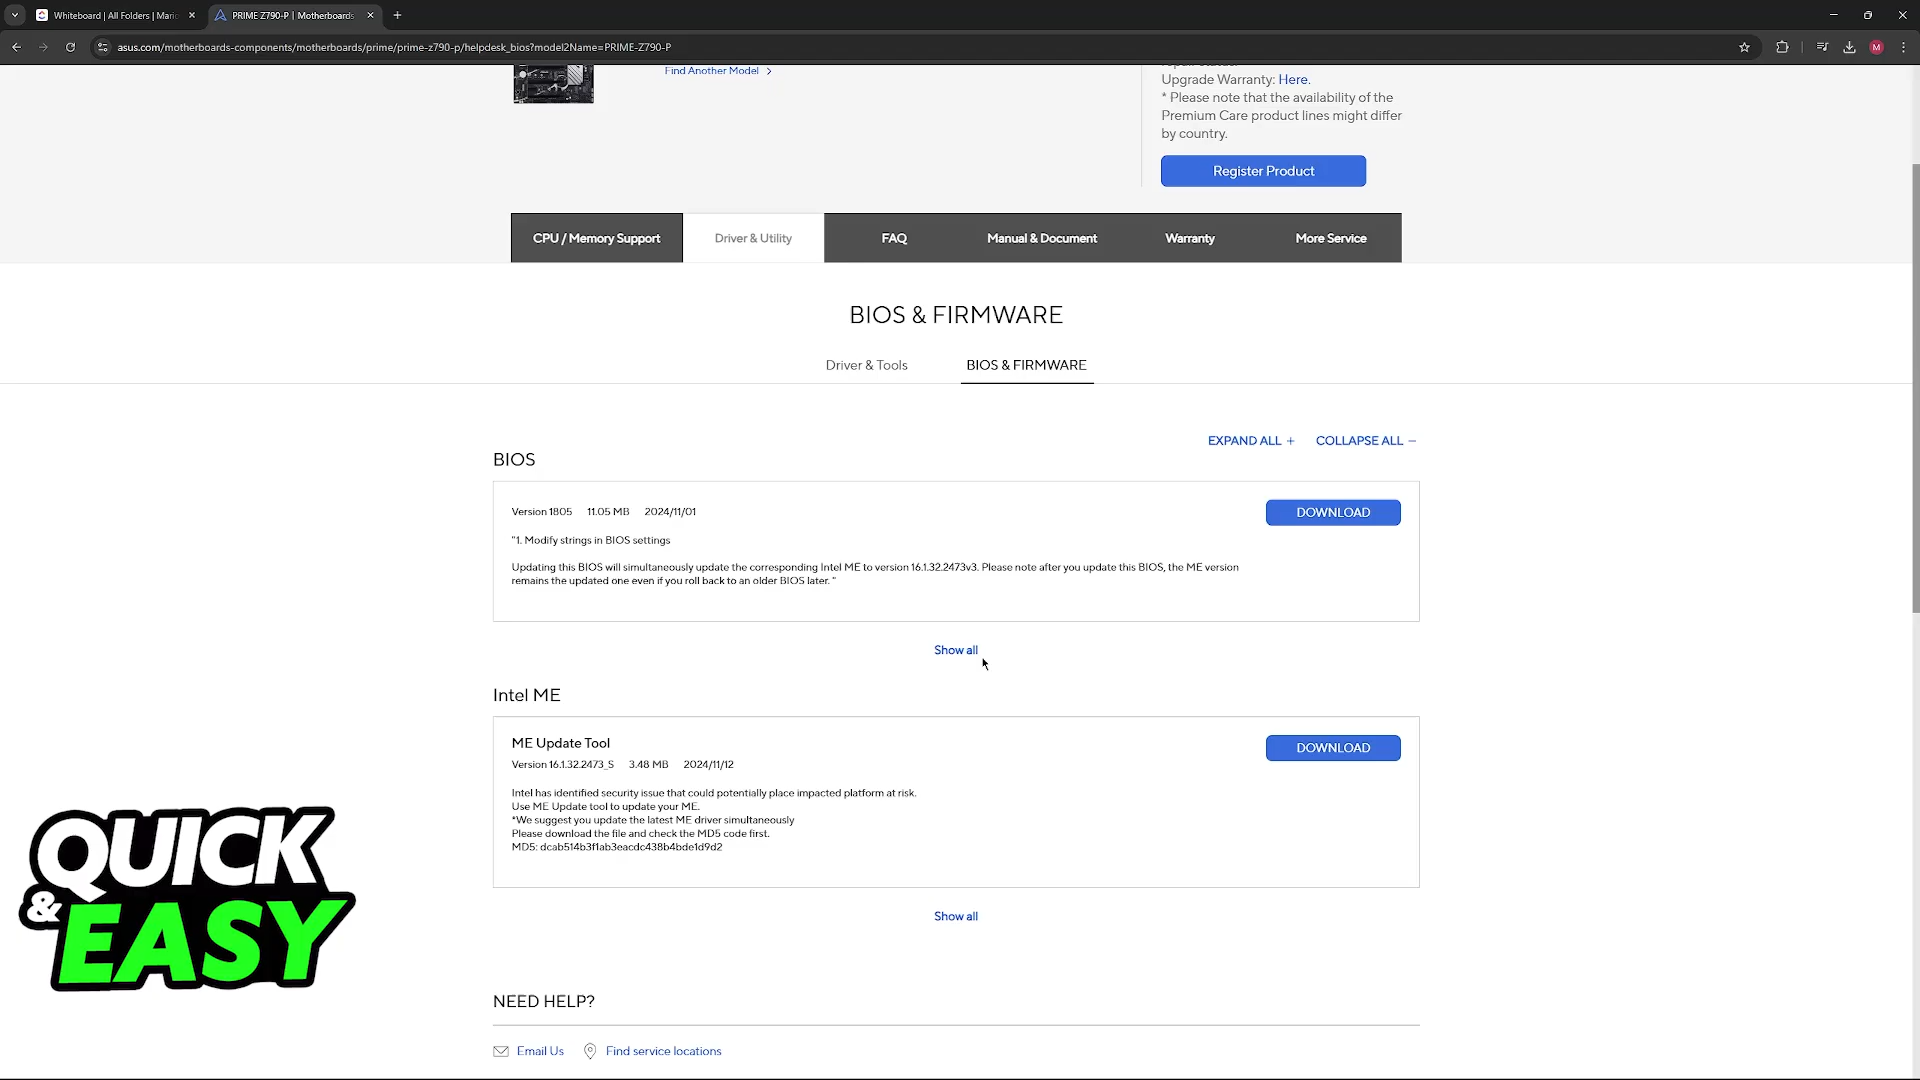 Whiteboard | All Folders | Mario
PRIME Z790-P | Motherboards
asus.com/motherboards-components/motherboards/prime/prime-z790-p/helpdesk_bios?model2Name=PRIME-Z790-P
M
Find Another Model >
Upgrade Warranty: Here.
* Please note that the availability of the
Premium Care product lines might differ
by country.
Register Product
CPU / Memory Support
Driver & Utility
FAQ
Manual & Document
Warranty
More Service
BIOS & FIRMWARE
Driver & Tools
BIOS & FIRMWARE
EXPAND ALL +
COLLAPSE ALL −
BIOS
Version 1805 11.05 MB 2024/11/01
DOWNLOAD
"1. Modify strings in BIOS settings
Updating this BIOS will simultaneously update the corresponding Intel ME to version 16.1.32.2473v3. Please note after you update this BIOS, the ME version
remains the updated one even if you roll back to an older BIOS later. "
Show all
Intel ME
ME Update Tool
DOWNLOAD
Version 16.1.32.2473_S 3.48 MB 2024/11/12
Intel has identified security issue that could potentially place impacted platform at risk.
Use ME Update tool to update your ME.
*We suggest you update the latest ME driver simultaneously
Please download the file and check the MD5 code first.
MD5: dcab514b3f1ab3eacdc438b4bde1d9d2
Show all
QUICK
& EASY
NEED HELP?
Email Us
Find service locations